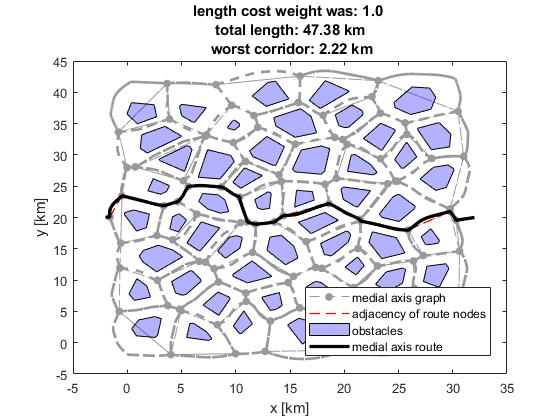 length cost weight was: 1.0
total length: 47.38 km
worst corridor: 2.22 km
45
40
35
30
25
20
15
10
5
0
-5
y [km]
medial axis graph
adjacency of route nodes
obstacles
medial axis route
-5 0 5 10 15 20 25 30 35
x [km]